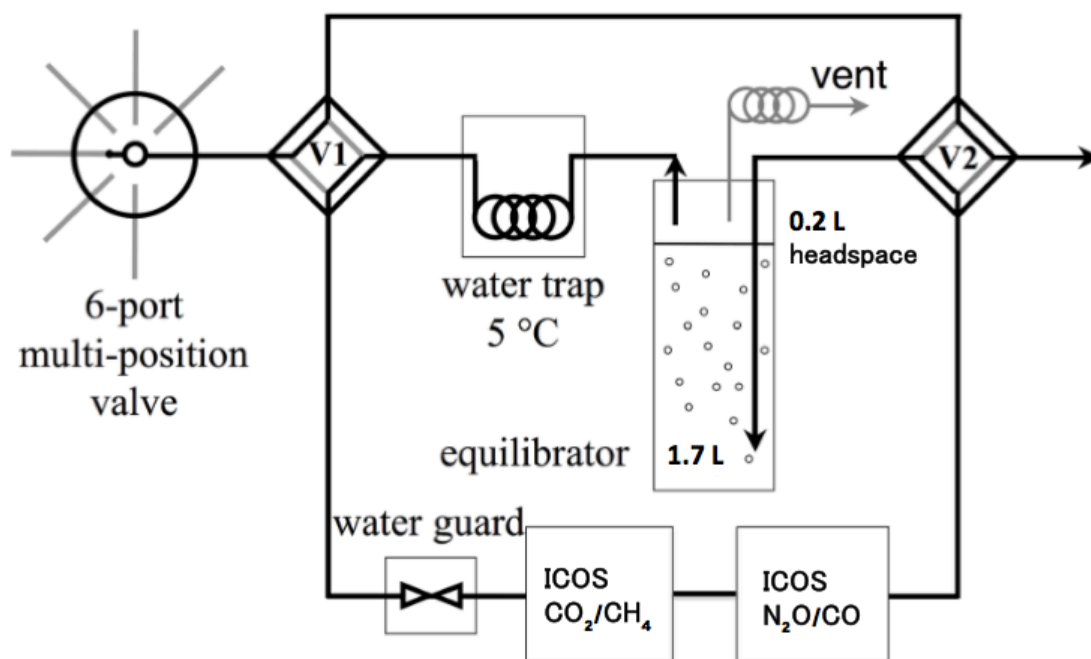 vent
V1
V2
0.2 L
headspace
water trap
5 °C
6-port
multi-position
valve
equilibrator
1.7 L
water guard
ICOS
CO₂/CH₄
ICOS
N₂O/CO